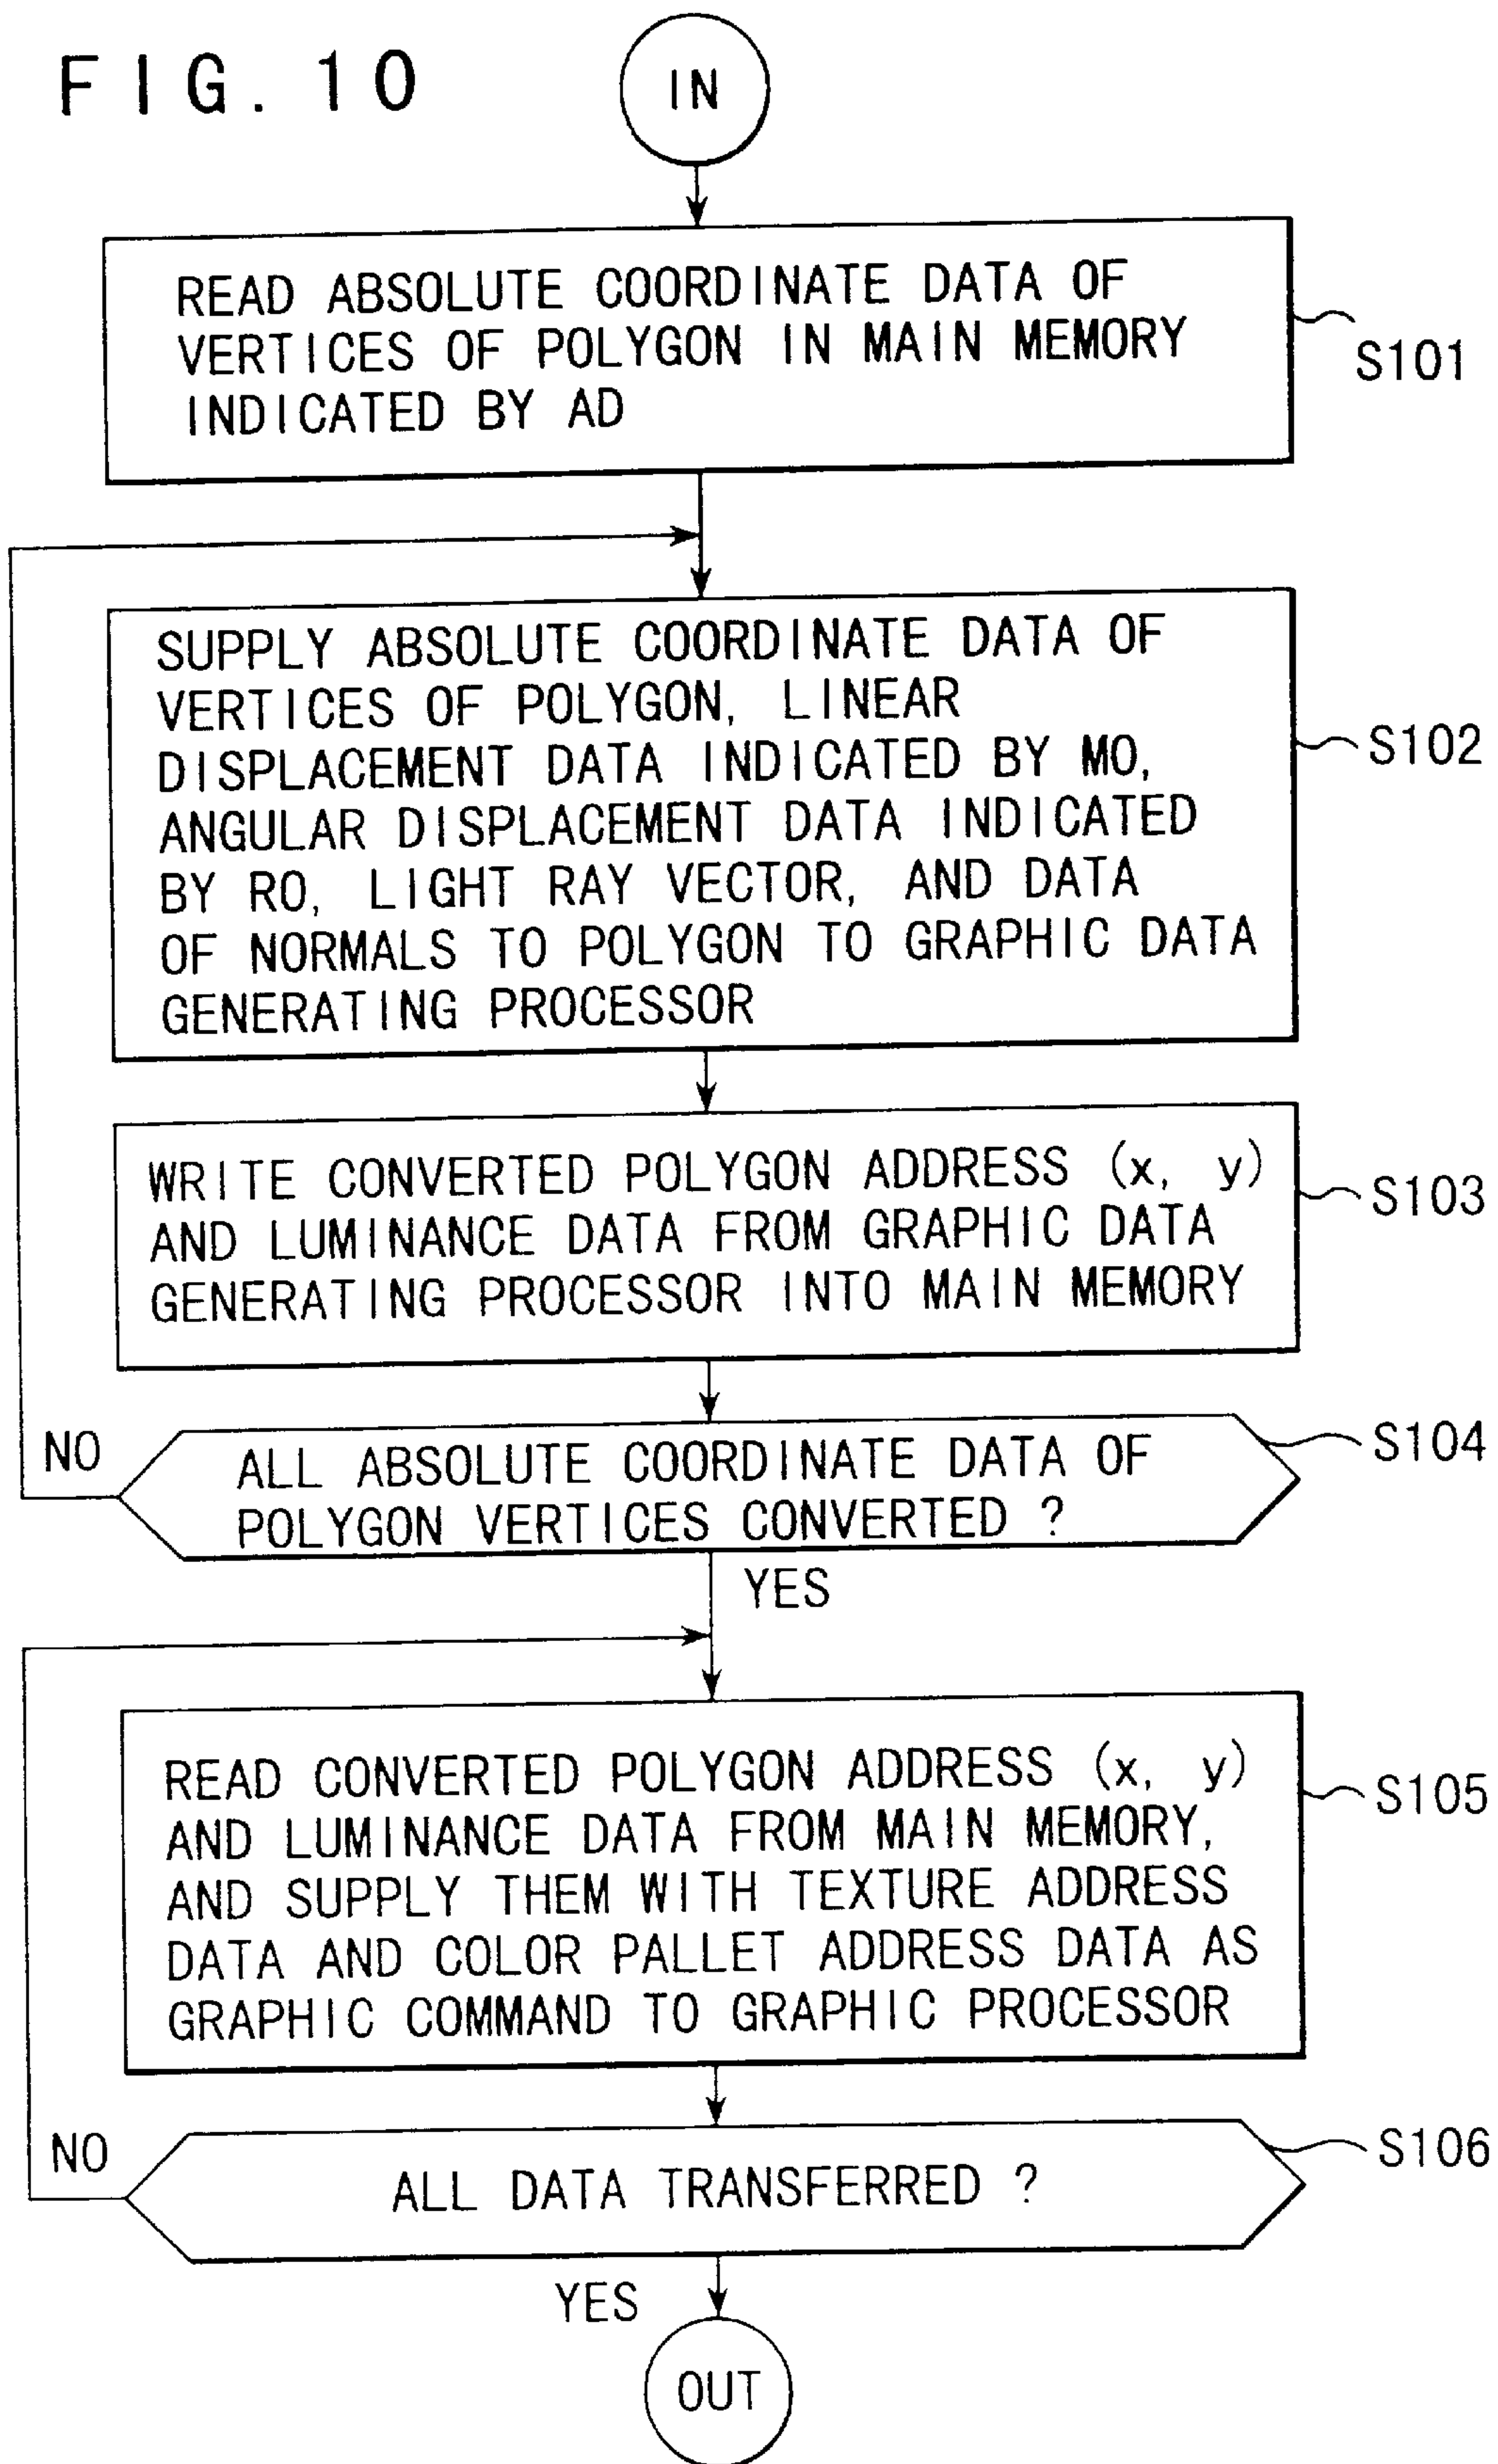 FIG. 10
IN
READ ABSOLUTE COORDINATE DATA OF
VERTICES OF POLYGON IN MAIN MEMORY
INDICATED BY AD
S101
SUPPLY ABSOLUTE COORDINATE DATA OF
VERTICES OF POLYGON, LINEAR
DISPLACEMENT DATA INDICATED BY MO,
ANGULAR DISPLACEMENT DATA INDICATED
BY RO, LIGHT RAY VECTOR, AND DATA
OF NORMALS TO POLYGON TO GRAPHIC DATA
GENERATING PROCESSOR
S102
WRITE CONVERTED POLYGON ADDRESS (x, y)
AND LUMINANCE DATA FROM GRAPHIC DATA
GENERATING PROCESSOR INTO MAIN MEMORY
S103
NO
ALL ABSOLUTE COORDINATE DATA OF
POLYGON VERTICES CONVERTED ?
S104
YES
READ CONVERTED POLYGON ADDRESS (x, y)
AND LUMINANCE DATA FROM MAIN MEMORY,
AND SUPPLY THEM WITH TEXTURE ADDRESS
DATA AND COLOR PALLET ADDRESS DATA AS
GRAPHIC COMMAND TO GRAPHIC PROCESSOR
S105
NO
ALL DATA TRANSFERRED ?
S106
YES
OUT